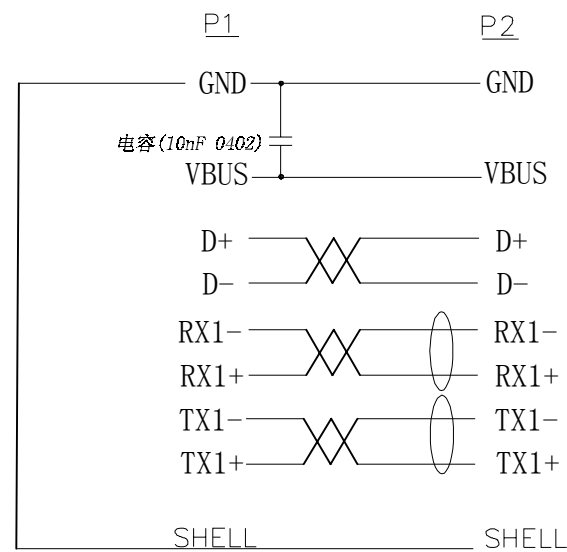 P1 P2
GND GND
电容(10nF 0402)
VBUS VBUS
D+ D+
D- D-
RX1- RX1-
RX1+ RX1+
TX1- TX1-
TX1+ TX1+
SHELL SHELL